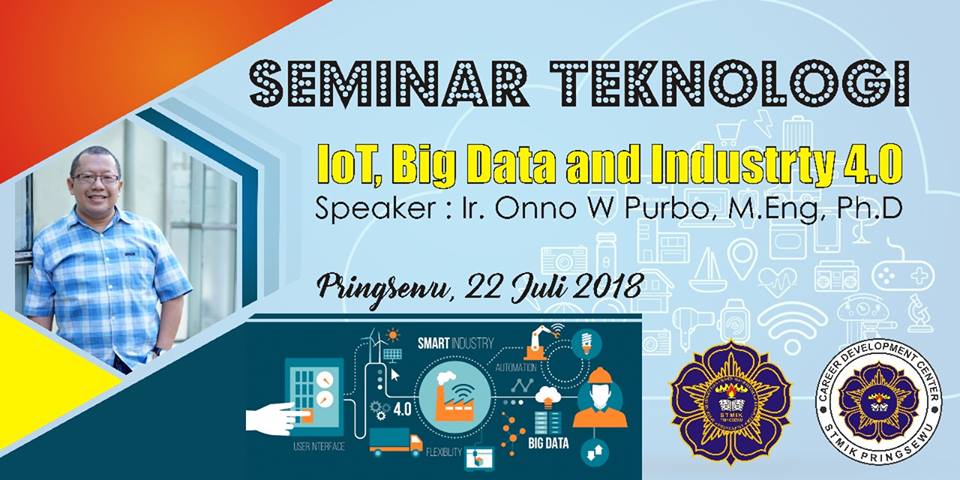 SEMINAR TEKNOLOGI
IoT, Big Data and Industrty 4.0
Speaker : Ir. Onno W Purbo, M.Eng, Ph.D
Pringsewu, 22 Juli 2018
SMART INDUSTRY
AUTOMATION
4.0
USER INTERFACE
FLEXIBILITY
BIG DATA
STMIK
CAREER DEVELOPMENT CENTER
STMIK PRINGSEWU